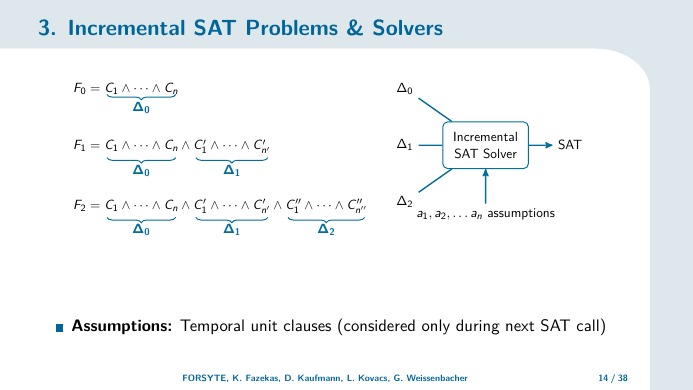 3. Incremental SAT Problems & Solvers
F₀ = C₁ ∧ ··· ∧ Cₙ
Δ₀
F₁ = C₁ ∧ ··· ∧ Cₙ ∧ C′₁ ∧ ··· ∧ C′ₙ′
Δ₀ Δ₁
F₂ = C₁ ∧ ··· ∧ Cₙ ∧ C′₁ ∧ ··· ∧ C′ₙ′ ∧ C″₁ ∧ ··· ∧ C″ₙ″
Δ₀ Δ₁ Δ₂
Δ₀
Δ₁
Δ₂
Incremental
SAT Solver
SAT
a₁, a₂, ... aₙ assumptions
Assumptions: Temporal unit clauses (considered only during next SAT call)
FORSYTE, K. Fazekas, D. Kaufmann, L. Kovacs, G. Weissenbacher
14 / 38